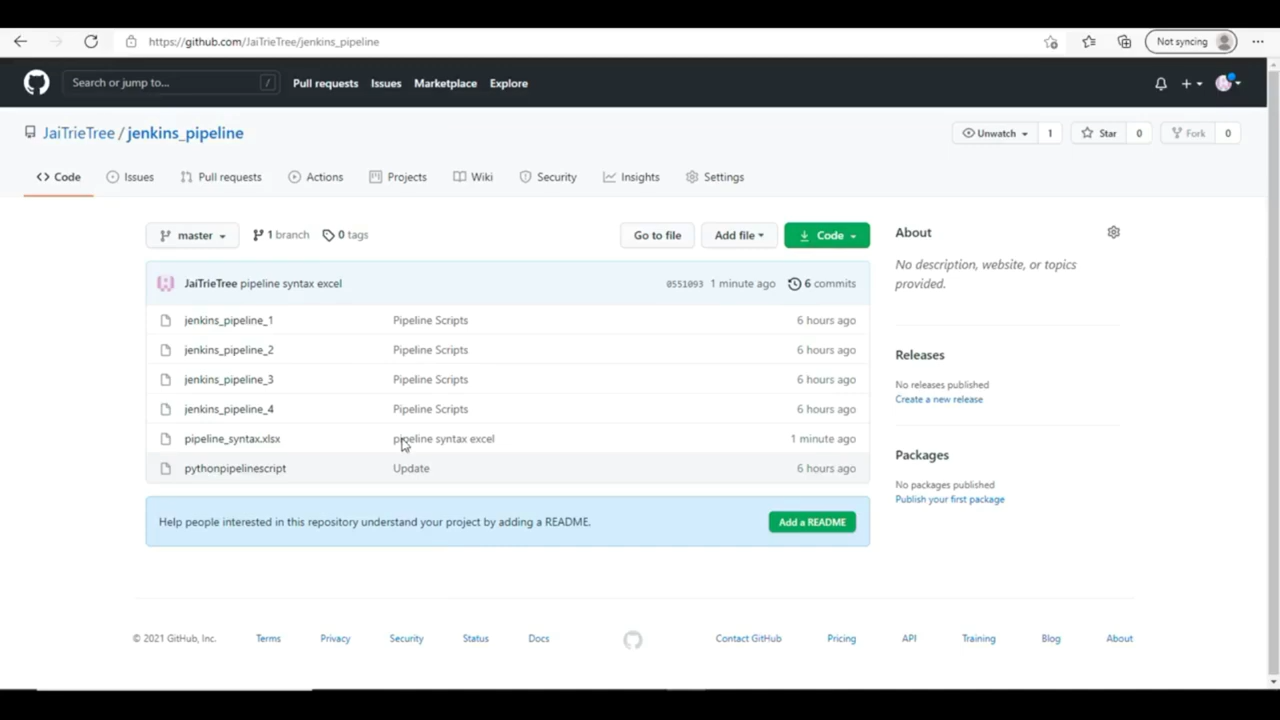 https://github.com/JaiTrieTree/jenkins_pipeline
Not syncing
Search or jump to... /
Pull requests Issues Marketplace Explore
JaiTrieTree / jenkins_pipeline
Unwatch 1 Star 0 Fork 0
Code Issues Pull requests Actions Projects Wiki Security Insights Settings
master 1 branch 0 tags Go to file Add file Code
JaiTrieTree pipeline syntax excel 0551093 1 minute ago 6 commits
jenkins_pipeline_1 Pipeline Scripts 6 hours ago
jenkins_pipeline_2 Pipeline Scripts 6 hours ago
jenkins_pipeline_3 Pipeline Scripts 6 hours ago
jenkins_pipeline_4 Pipeline Scripts 6 hours ago
pipeline_syntax.xlsx pipeline syntax excel 1 minute ago
pythonpipelinescript Update 6 hours ago
Help people interested in this repository understand your project by adding a README. Add a README
About
No description, website, or topics
provided.
Releases
No releases published
Create a new release
Packages
No packages published
Publish your first package
© 2021 GitHub, Inc. Terms Privacy Security Status Docs Contact GitHub Pricing API Training Blog About